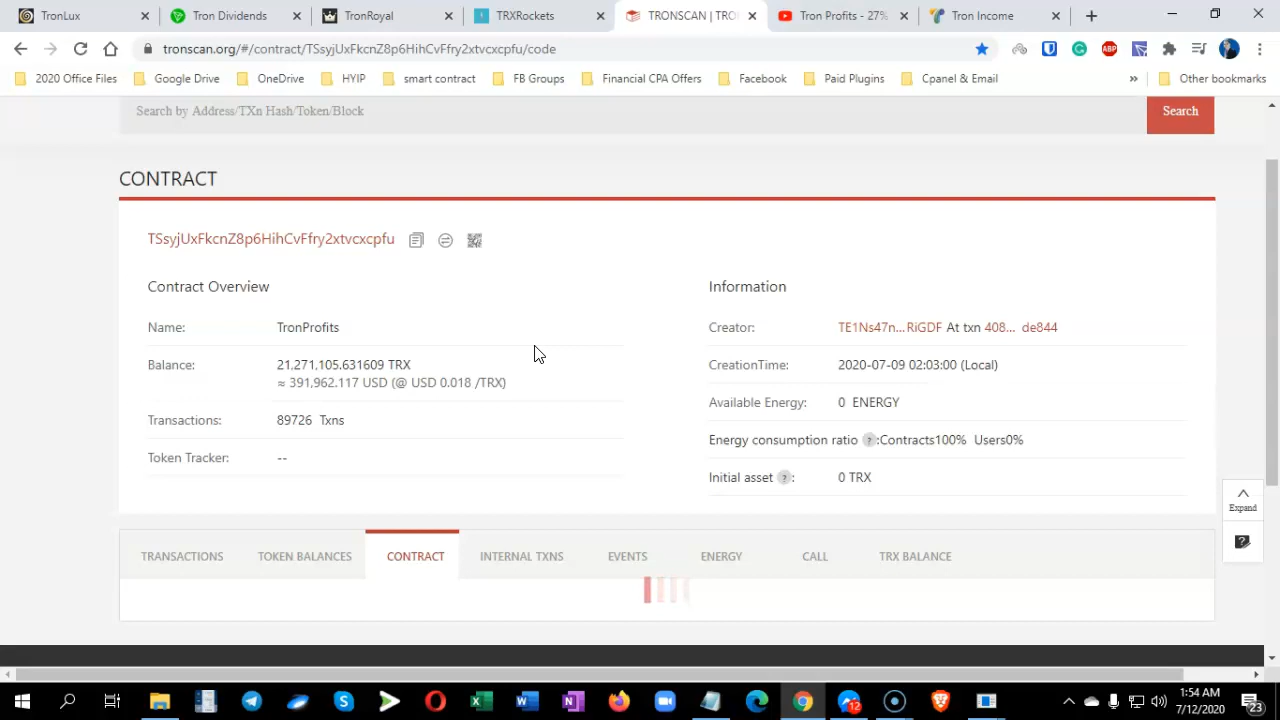 TronLux
Tron Dividends
TronRoyal
TRXRockets
TRONSCAN | TRO
Tron Profits - 27%
Tron Income
tronscan.org/#/contract/TSsyjUxFkcnZ8p6HihCvFfry2xtvcxcpfu/code
ABP
2020 Office Files
Google Drive
OneDrive
HYIP
smart contract
FB Groups
Financial CPA Offers
Facebook
Paid Plugins
Cpanel & Email
»
Other bookmarks
Search by Address/TXn Hash/Token/Block
Search
CONTRACT
TSsyjUxFkcnZ8p6HihCvFfry2xtvcxcpfu
Contract Overview
Name: TronProfits
Balance: 21,271,105.631609 TRX
≈ 391,962.117 USD (@ USD 0.018 /TRX)
Transactions: 89726 Txns
Token Tracker: --
Information
Creator: TE1Ns47n...RiGDF At txn 408... de844
CreationTime: 2020-07-09 02:03:00 (Local)
Available Energy: 0 ENERGY
Energy consumption ratio ?:Contracts100% Users0%
Initial asset ?: 0 TRX
Expand
TRANSACTIONS
TOKEN BALANCES
CONTRACT
INTERNAL TXNS
EVENTS
ENERGY
CALL
TRX BALANCE
12
1:54 AM
7/12/2020
23